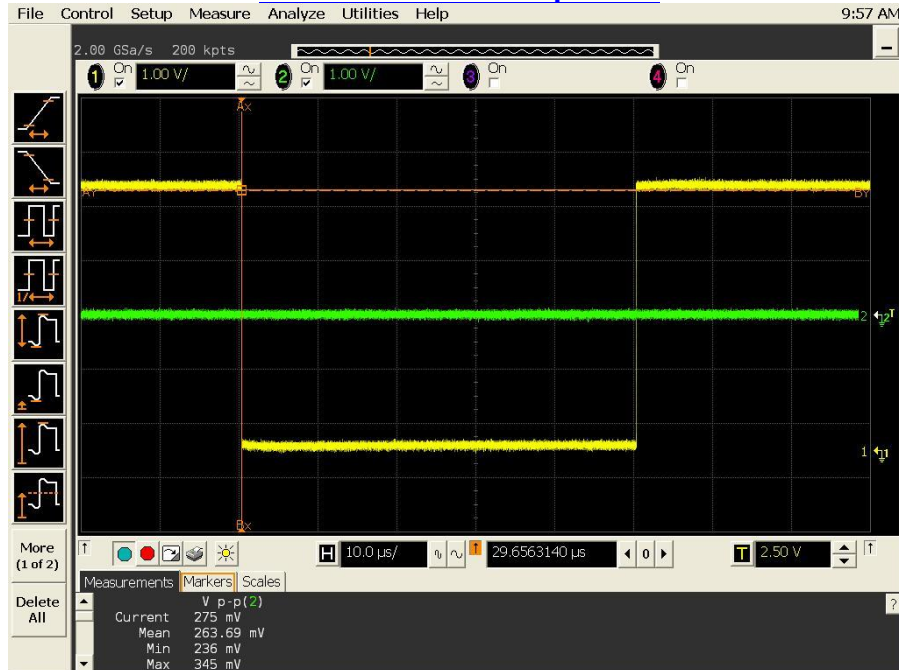 File Control Setup Measure Analyze Utilities Help 9:57 AM
2.00 GSa/s 200 kpts
1 On 1.00 V/ 2 On 1.00 V/ 3 On 4 On
Ax
AY BY
2 2 T
1 1
Bx
1/
More
(1 of 2)
Delete
All
H 10.0 µs/ 29.6563140 µs 0 T 2.50 V
Measurements Markers Scales
V p-p(2)
Current 275 mV
Mean 263.69 mV
Min 236 mV
Max 345 mV
?